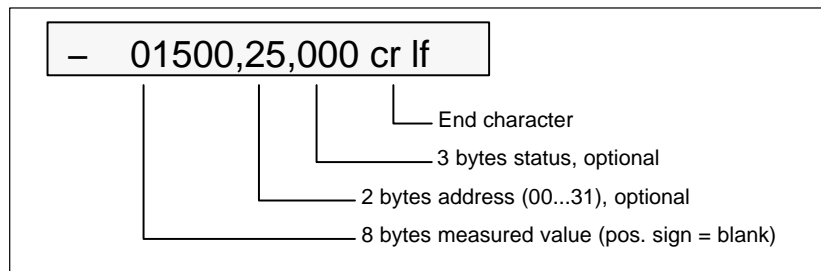 – 01500,25,000 cr lf
End character
3 bytes status, optional
2 bytes address (00...31), optional
8 bytes measured value (pos. sign = blank)